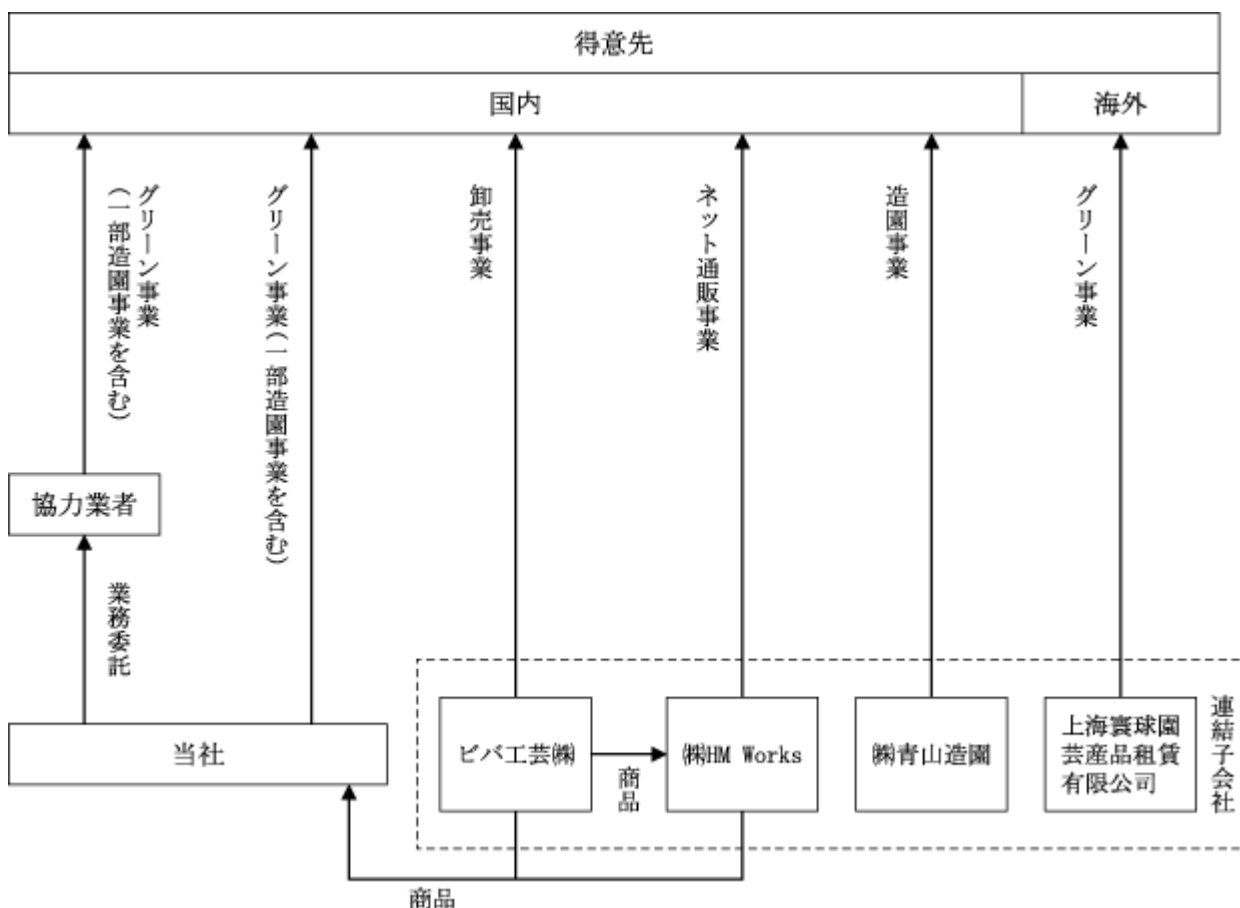 得意先
国内
海外
グリーン事業
(一部造園事業を含む)
グリーン事業(一部造園事業を含む)
卸売事業
ネット通販事業
造園事業
グリーン事業
協力業者
業務委託
当社
ビバ工芸㈱
商品
㈱HM Works
㈱青山造園
上海寰球園
芸産品租賃
有限公司
連結子会社
商品